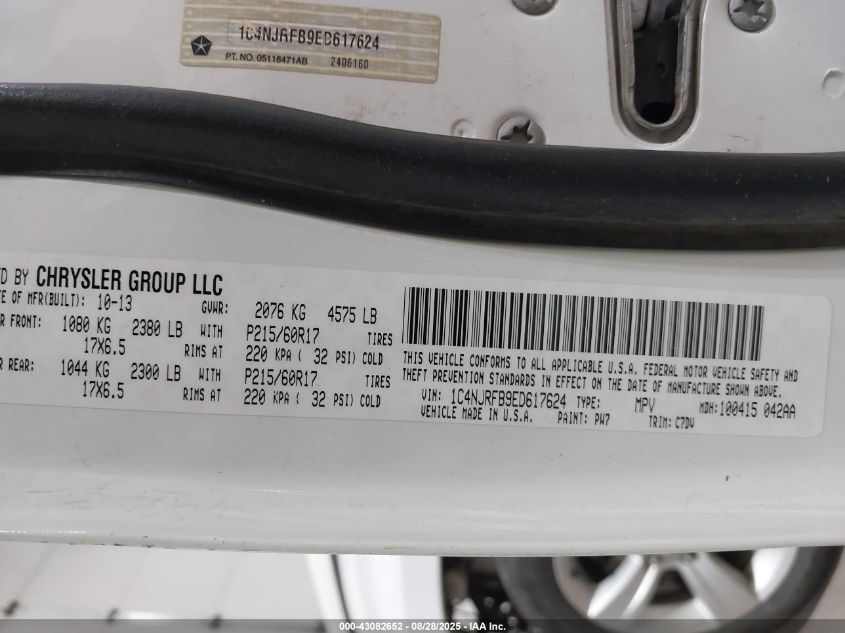 1C4NJRFB9ED617624
PT. NO. 05116471AB 2406160
D BY CHRYSLER GROUP LLC
E OF MFR(BUILT): 10-13 GVWR: 2076 KG 4575 LB
R FRONT: 1080 KG 2380 LB WITH P215/60R17 TIRES
17X6.5 RIMS AT 220 KPA ( 32 PSI) COLD
R REAR: 1044 KG 2300 LB WITH P215/60R17 TIRES
17X6.5 RIMS AT 220 KPA ( 32 PSI) COLD
THIS VEHICLE CONFORMS TO ALL APPLICABLE U.S.A. FEDERAL MOTOR VEHICLE SAFETY AND
THEFT PREVENTION STANDARDS IN EFFECT ON THE DATE OF MANUFACTURE SHOWN ABOVE.
VIN: 1C4NJRFB9ED617624 TYPE: MPV MDH:100415 042AA
VEHICLE MADE IN U.S.A. PAINT: PW7 TRIM: C7DV
000-43082652 - 08/28/2025 - IAA Inc.